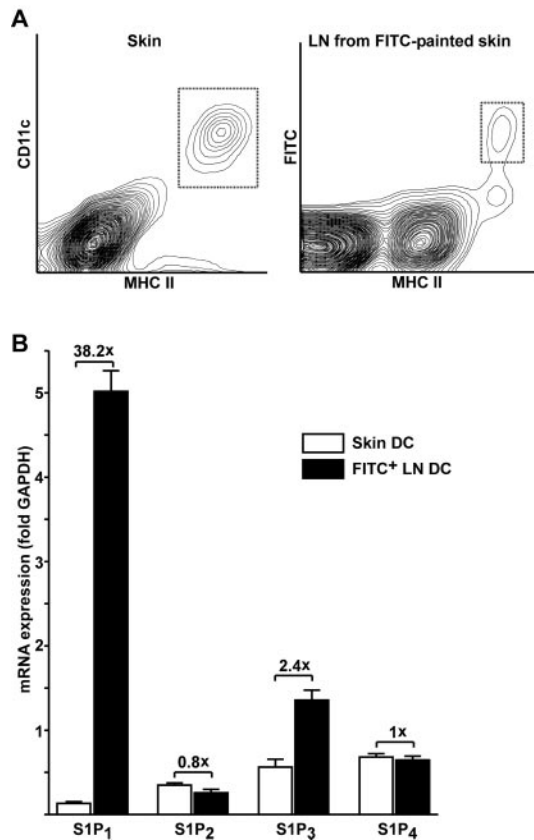 A
Skin
LN from FITC-painted skin
CD11c
FITC
MHC II
MHC II
B
38.2x
5
4
3
2
1
mRNA expression (fold GAPDH)
Skin DC
FITC+ LN DC
0.8x
2.4x
1x
S1P1
S1P2
S1P3
S1P4